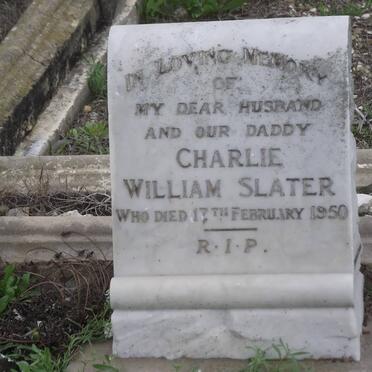 IN LOVING MEMORY
OF
MY DEAR HUSBAND
AND OUR DADDY
CHARLIE
WILLIAM SLATER
WHO DIED 17TH FEBRUARY 1950
R.I.P.